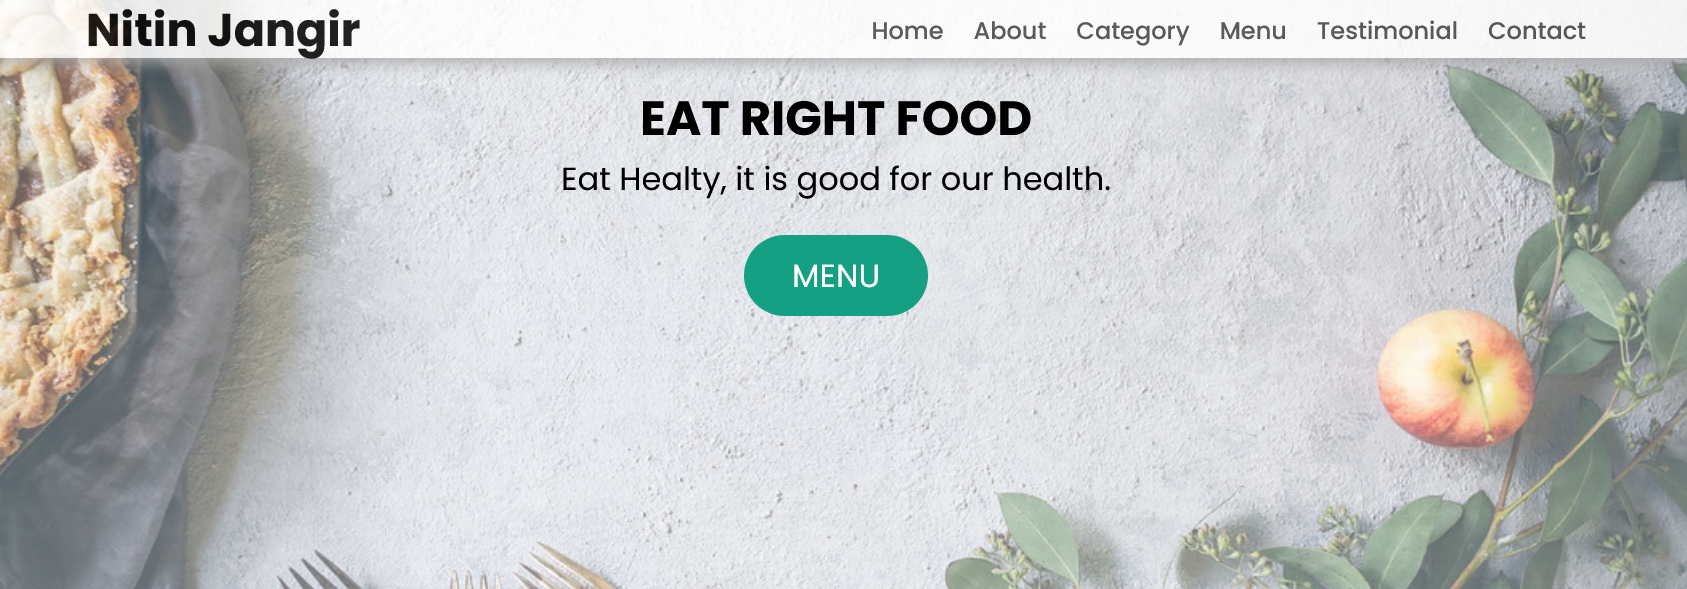 Nitin Jangir
Home About Category Menu Testimonial Contact
EAT RIGHT FOOD
Eat Healty, it is good for our health.
MENU